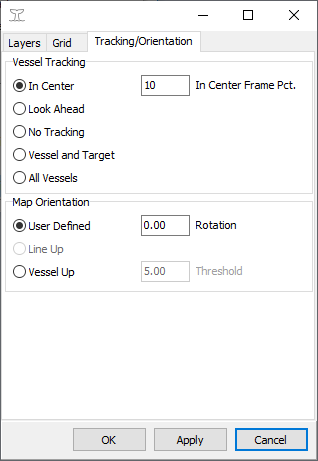 Layers Grid Tracking/Orientation
Vessel Tracking
In Center 10 In Center Frame Pct.
Look Ahead
No Tracking
Vessel and Target
All Vessels
Map Orientation
User Defined 0.00 Rotation
Line Up
Vessel Up 5.00 Threshold
OK Apply Cancel